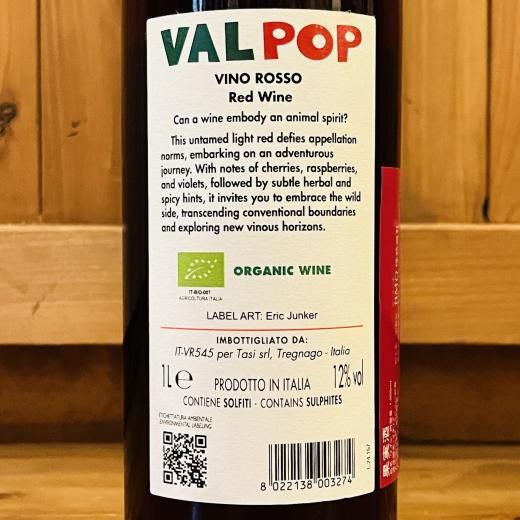 VALPOP
VINO ROSSO
Red Wine
Can a wine embody an animal spirit?
This untamed light red defies appellation
norms, embarking on an adventurous
journey. With notes of cherries, raspberries,
and violets, followed by subtle herbal and
spicy hints, it invites you to embrace the wild
side, transcending conventional boundaries
and exploring new vinous horizons.
IT-BIO-007
AGRICOLTURA ITALIA
ORGANIC WINE
LABEL ART: Eric Junker
IMBOTTIGLIATO DA:
IT-VR545 per Tasi srl, Tregnago - Italia
1L e PRODOTTO IN ITALIA 12% vol
CONTIENE SOLFITI - CONTAINS SULPHITES
ETICHETTATURA AMBIENTALE
ENVIRONMENTAL LABELING
8 022138 003274